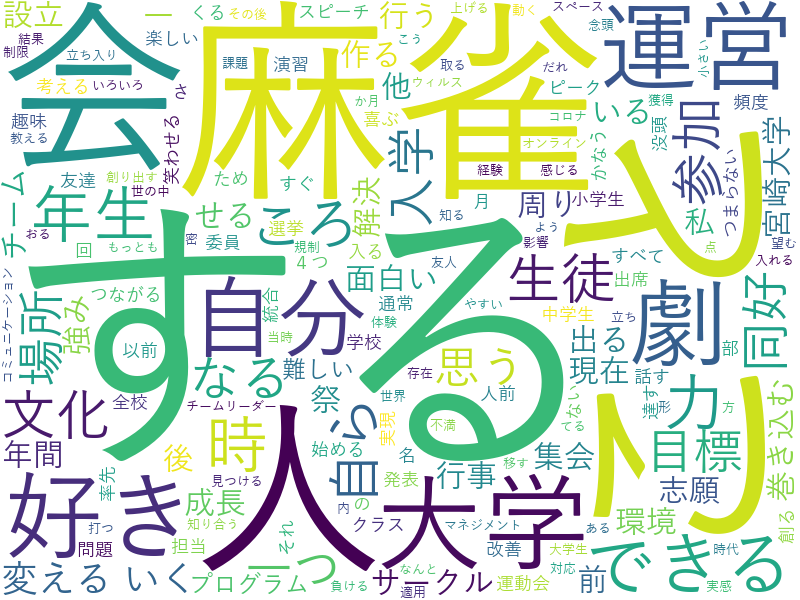 設立 一 くる その後 スピーチ 行う 上げる 動く スペース 念頭
結果 制限 立ち入り 楽しい 会 麻雀 課題 演習 作る こう 取る だれ 小さい 運営
考える いろいろ さ 他 ウィルス ピーク 獲得 頻度
趣味 教える 笑わせる か月 喜ぶ コロナ いる 没頭 参加
友達 創り出す 世の中 ため すぐ 入学 オンライン かなう
チーム 年生 経験 感じる つまらない 宮崎大学
おる 回 もっとも 密 委員 せる ころ 選挙 解決 月 知る 周り 小学生 私 点 望む
規制 入る よう 影響 すべて 入れる
コミュニケーション 場所 強み つながる する 自分 4つ 面白い 友人 生徒 出席 劇 同好
以前 統合 通常 やすい 中学生 立ち 部
なる 難しい 体験 出る 話す
学校 当時 存在 思う 現在 力 てない 達す 形 方
文化 全校 チームリーダー 祭 実現 世界 人前 てる
時 自ら 不満 目標 巻き込む
年間 率先 始める 名 移す
後 見つける 人 発表 の 行事 集会 志願 創る
好き 打つ 知り合う 成長 内 クラス マネジメント ある 環境
問題 担当 それ 大学 改善 大学生 時代
変える いく 一つ 負ける なんと サークル 運動会 対応 前 できる 実感
プログラム 適用